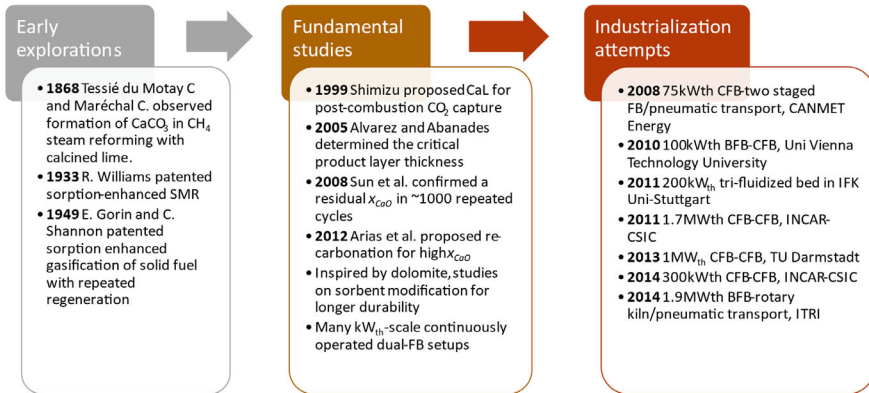 Early
explorations
• 1868 Tessié du Motay C
and Maréchal C. observed
formation of CaCO₃ in CH₄
steam reforming with
calcined lime.
• 1933 R. Williams patented
sorption-enhanced SMR
• 1949 E. Gorin and C.
Shannon patented
sorption enhanced
gasification of solid fuel
with repeated
regeneration
Fundamental
studies
• 1999 Shimizu proposed CaL for
post-combustion CO₂ capture
• 2005 Alvarez and Abanades
determined the critical
product layer thickness
• 2008 Sun et al. confirmed a
residual x_CaO in ~1000 repeated
cycles
• 2012 Arias et al. proposed re-
carbonation for high x_CaO
• Inspired by dolomite, studies
on sorbent modification for
longer durability
• Many kW_th-scale continuously
operated dual-FB setups
Industrialization
attempts
• 2008 75kWth CFB-two staged
FB/pneumatic transport, CANMET
Energy
• 2010 100kWth BFB-CFB, Uni Vienna
Technology University
• 2011 200kW_th tri-fluidized bed in IFK
Uni-Stuttgart
• 2011 1.7MWth CFB-CFB, INCAR-
CSIC
• 2013 1MW_th CFB-CFB, TU Darmstadt
• 2014 300kWth CFB-CFB, INCAR-CSIC
• 2014 1.9MWth BFB-rotary
kiln/pneumatic transport, ITRI